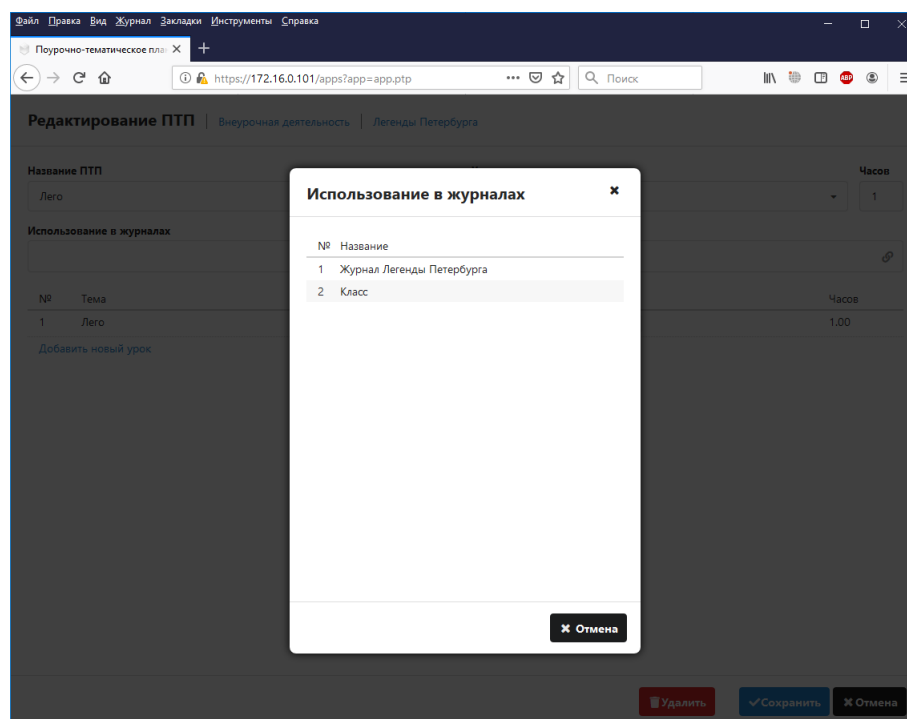 Файл Правка Вид Журнал Закладки Инструменты Справка
Поурочно-тематическое план
https://172.16.0.101/apps?app=app.ptp
Поиск
ABP
Редактирование ПТП | Внеурочная деятельность | Легенды Петербурга
Название ПТП
Часов
Лего
1
Использование в журналах
№ Тема Часов
1 Лего 1.00
Добавить новый урок
Использование в журналах
№ Название
1 Журнал Легенды Петербурга
2 Класс
Отмена
Удалить Сохранить Отмена